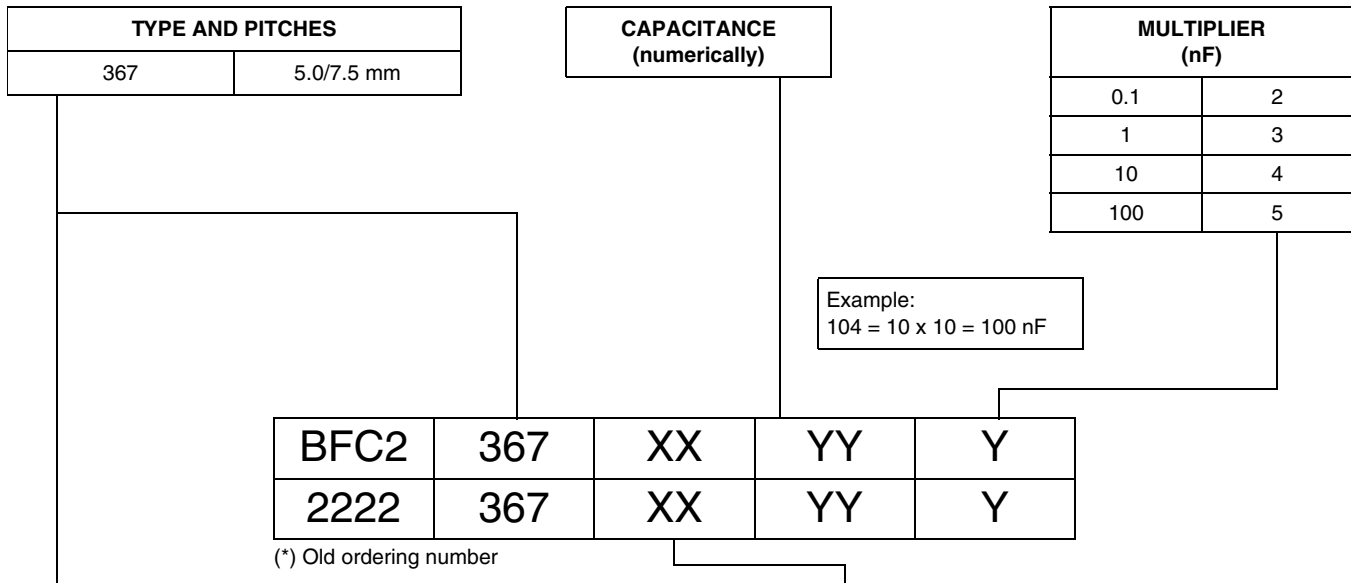 TYPE AND PITCHES
367 5.0/7.5 mm
CAPACITANCE
(numerically)
MULTIPLIER
(nF)
0.1 2
1 3
10 4
100 5
Example:
104 = 10 x 10 = 100 nF
BFC2 367 XX YY Y
2222 367 XX YY Y
(*) Old ordering number